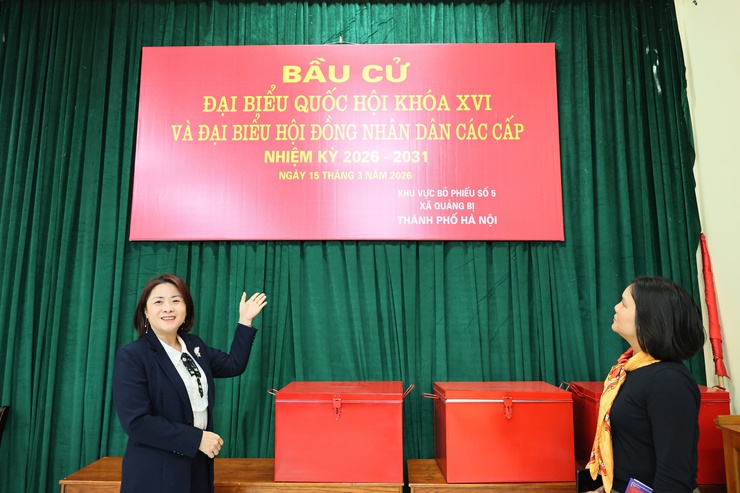 BẦU CỬ
ĐẠI BIỂU QUỐC HỘI KHÓA XVI
VÀ ĐẠI BIỂU HỘI ĐỒNG NHÂN DÂN CÁC CẤP
NHIỆM KỲ 2026 - 2031
NGÀY 15 THÁNG 3 NĂM 2026
KHU VỰC BỎ PHIẾU SỐ 5
XÃ QUẢNG BỊ
THÀNH PHỐ HÀ NỘI